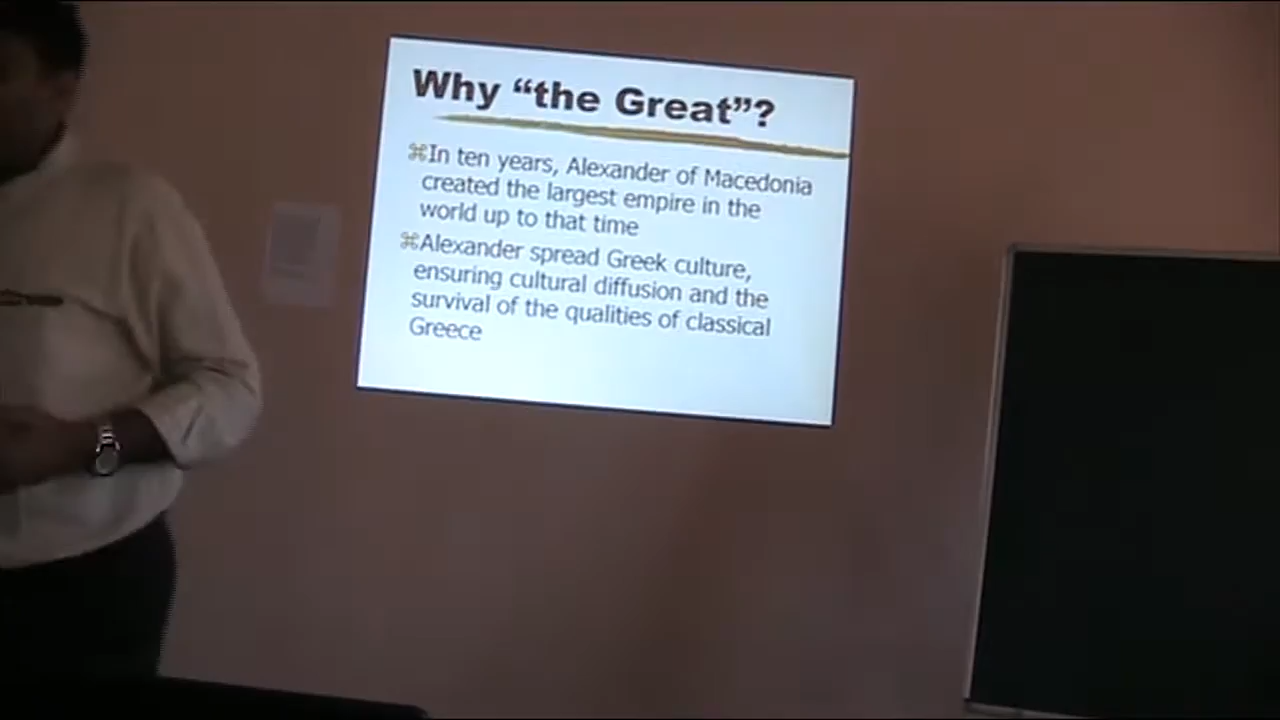 Why “the Great”?
⌘In ten years, Alexander of Macedonia
created the largest empire in the
world up to that time
⌘Alexander spread Greek culture,
ensuring cultural diffusion and the
survival of the qualities of classical
Greece